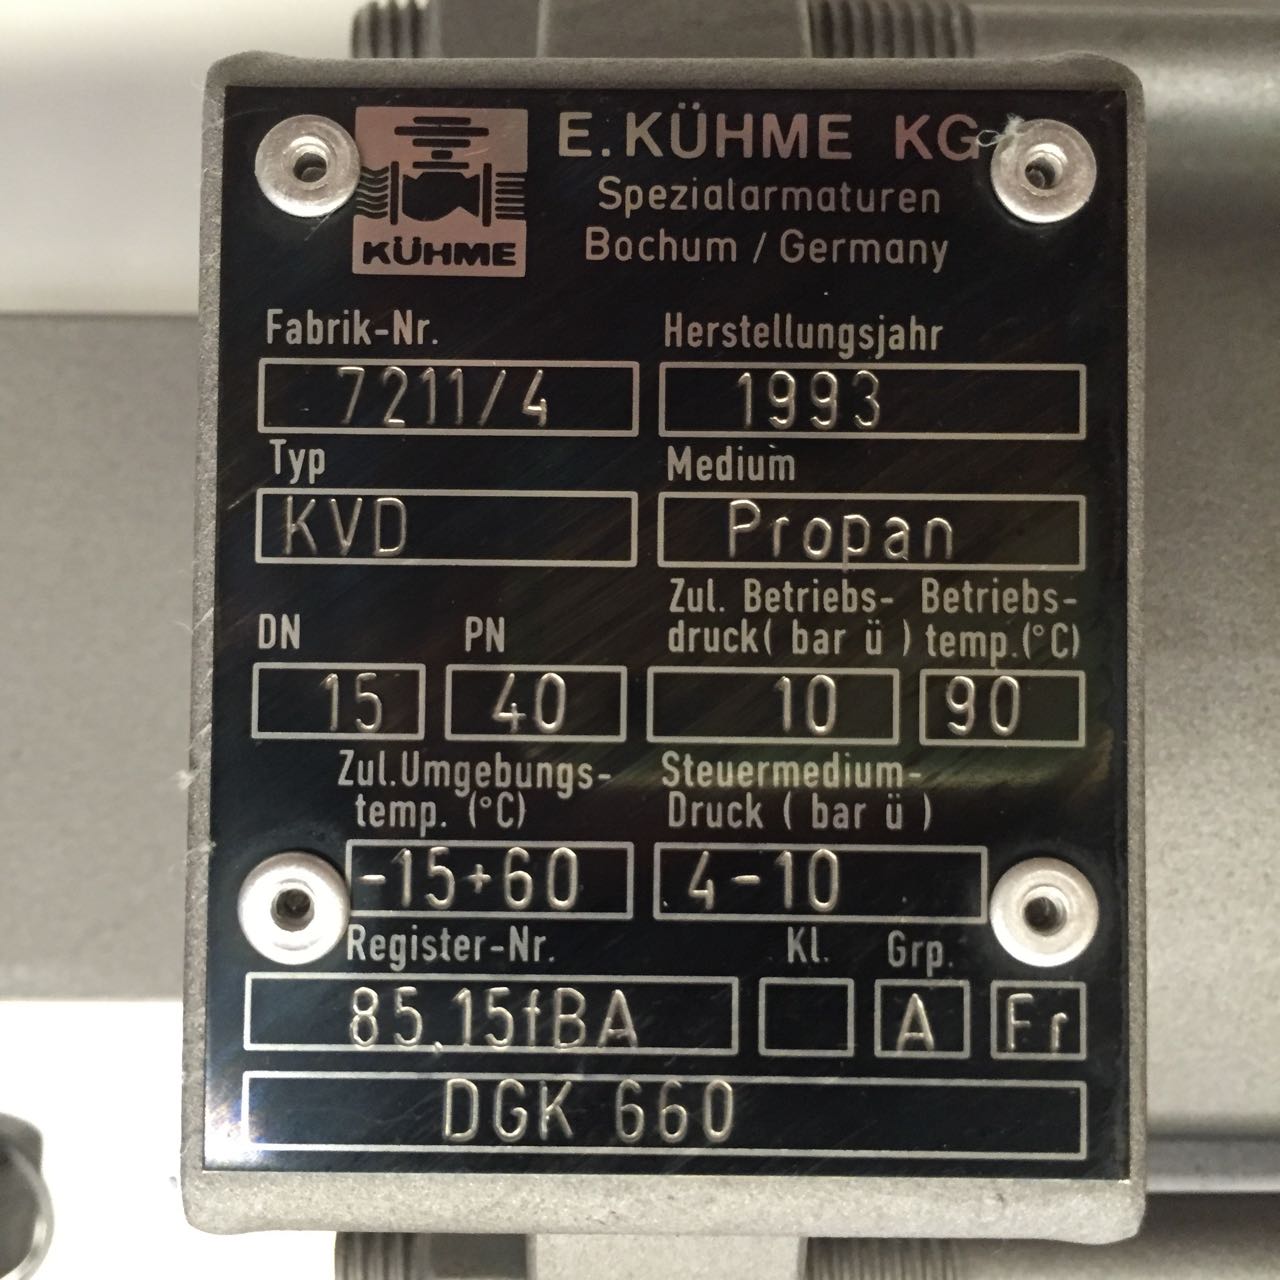 KÜHME
E. KÜHME KG
Spezialarmaturen
Bochum / Germany
Fabrik-Nr. Herstellungsjahr
7211/4 1993
Typ Medium
KVD Propan
DN PN Zul. Betriebs- Betriebs-
druck ( bar ü ) temp. (°C)
15 40 10 90
Zul. Umgebungs- Steuermedium-
temp. (°C) Druck ( bar ü )
-15+60 4-10
Register-Nr. Kl. Grp.
85.15fBA A Fr
DGK 660